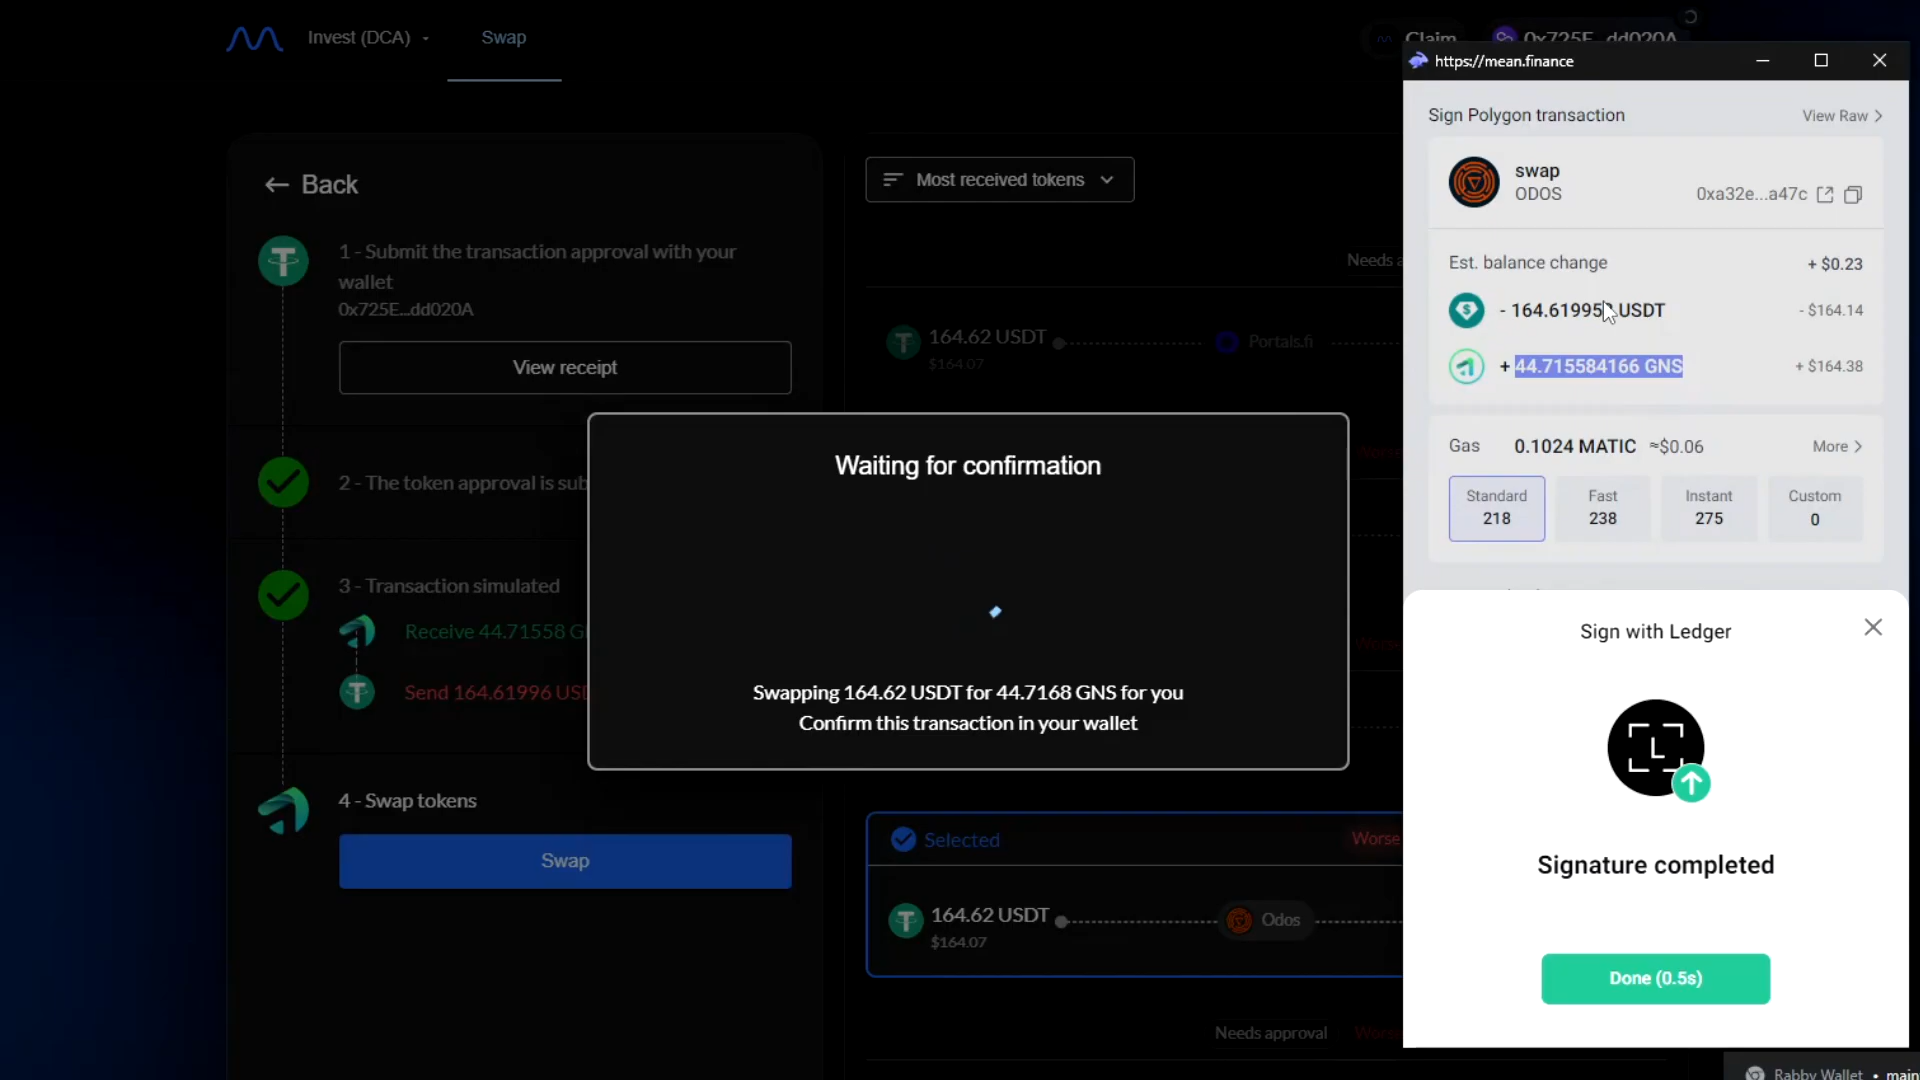 Invest (DCA)
Swap
Claim
0x725E...dd020A
https://mean.finance
Back
1 - Submit the transaction approval with your
wallet
0x725E...dd020A
View receipt
2 - The token approval is sub
3 - Transaction simulated
Receive 44.71558 G
Send 164.61996 USD
4 - Swap tokens
Swap
Most received tokens
Needs a
164.62 USDT
$164.07
Portals.fi
Waiting for confirmation
Swapping 164.62 USDT for 44.7168 GNS for you
Confirm this transaction in your wallet
Selected
Worse
164.62 USDT
$164.07
Odos
Needs approval
Worse
Sign Polygon transaction
View Raw
swap
ODOS
0xa32e...a47c
Est. balance change
+ $0.23
- 164.619958 USDT
- $164.14
+ 44.715584166 GNS
+ $164.38
Gas
0.1024 MATIC
≈$0.06
More
Standard
218
Fast
238
Instant
275
Custom
0
Sign with Ledger
L
Signature completed
Done (0.5s)
Rabby Wallet • main